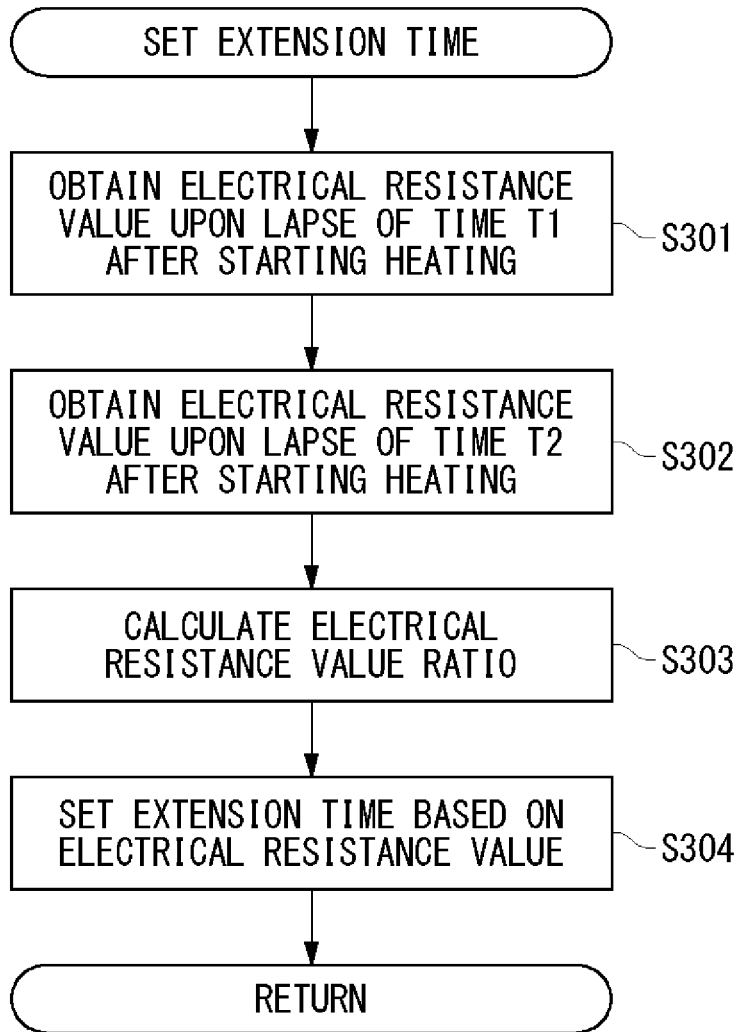 SET EXTENSION TIME
OBTAIN ELECTRICAL RESISTANCE
VALUE UPON LAPSE OF TIME T1
AFTER STARTING HEATING
S301
OBTAIN ELECTRICAL RESISTANCE
VALUE UPON LAPSE OF TIME T2
AFTER STARTING HEATING
S302
CALCULATE ELECTRICAL
RESISTANCE VALUE RATIO
S303
SET EXTENSION TIME BASED ON
ELECTRICAL RESISTANCE VALUE
S304
RETURN